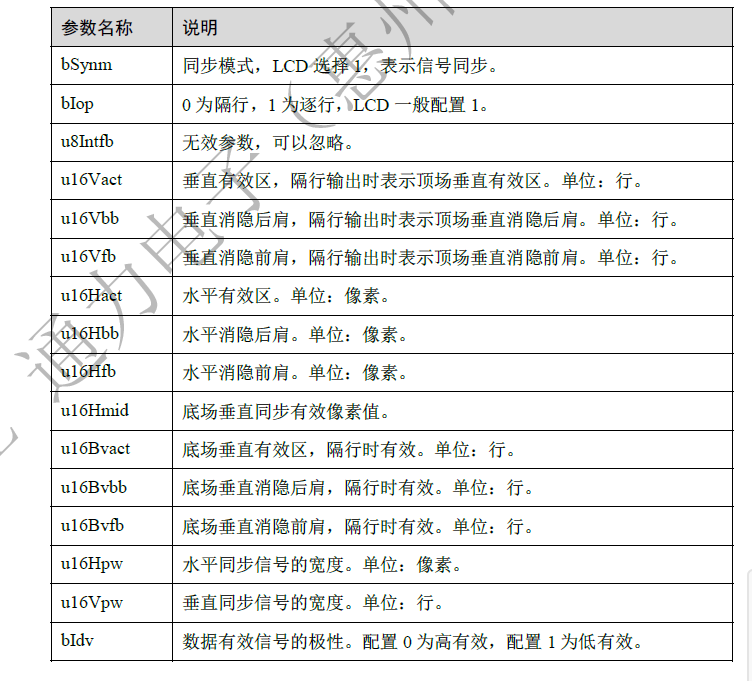 参数名称 说明
bSynm 同步模式，LCD 选择 1，表示信号同步。
bIop 0 为隔行，1 为逐行，LCD 一般配置 1。
u8Intfb 无效参数，可以忽略。
u16Vact 垂直有效区，隔行输出时表示顶场垂直有效区。单位：行。
u16Vbb 垂直消隐后肩，隔行输出时表示顶场垂直消隐后肩。单位：行。
u16Vfb 垂直消隐前肩，隔行输出时表示顶场垂直消隐前肩。单位：行。
u16Hact 水平有效区。单位：像素。
u16Hbb 水平消隐后肩。单位：像素。
u16Hfb 水平消隐前肩。单位：像素。
u16Hmid 底场垂直同步有效像素值。
u16Bvact 底场垂直有效区，隔行时有效。单位：行。
u16Bvbb 底场垂直消隐后肩，隔行时有效。单位：行。
u16Bvfb 底场垂直消隐前肩，隔行时有效。单位：行。
u16Hpw 水平同步信号的宽度。单位：像素。
u16Vpw 垂直同步信号的宽度。单位：行。
bIdv 数据有效信号的极性。配置 0 为高有效，配置 1 为低有效。
通力电子（惠州